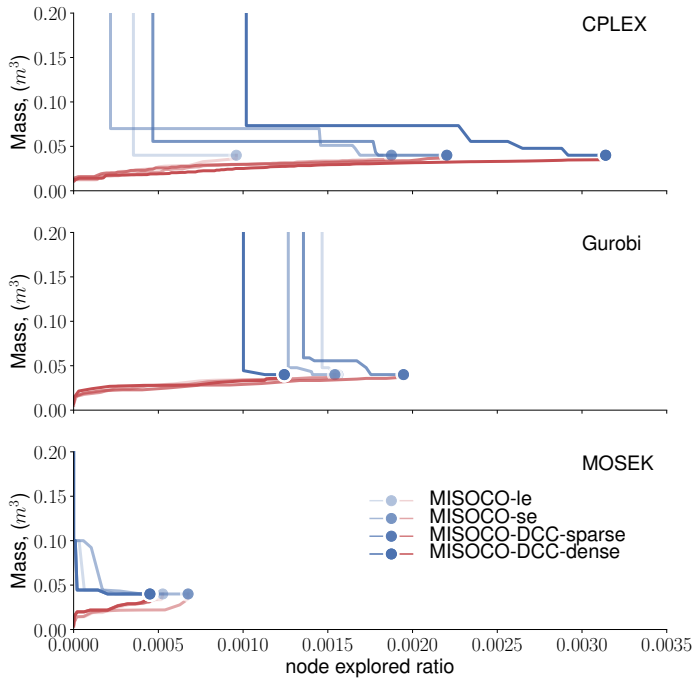 CPLEX
0.20
0.15
0.10
0.05
0.00
Mass, (m³)
Gurobi
0.20
0.15
0.10
0.05
0.00
Mass, (m³)
MOSEK
0.20
0.15
0.10
0.05
0.00
Mass, (m³)
MISOCO-le
MISOCO-se
MISOCO-DCC-sparse
MISOCO-DCC-dense
0.0000 0.0005 0.0010 0.0015 0.0020 0.0025 0.0030 0.0035
node explored ratio